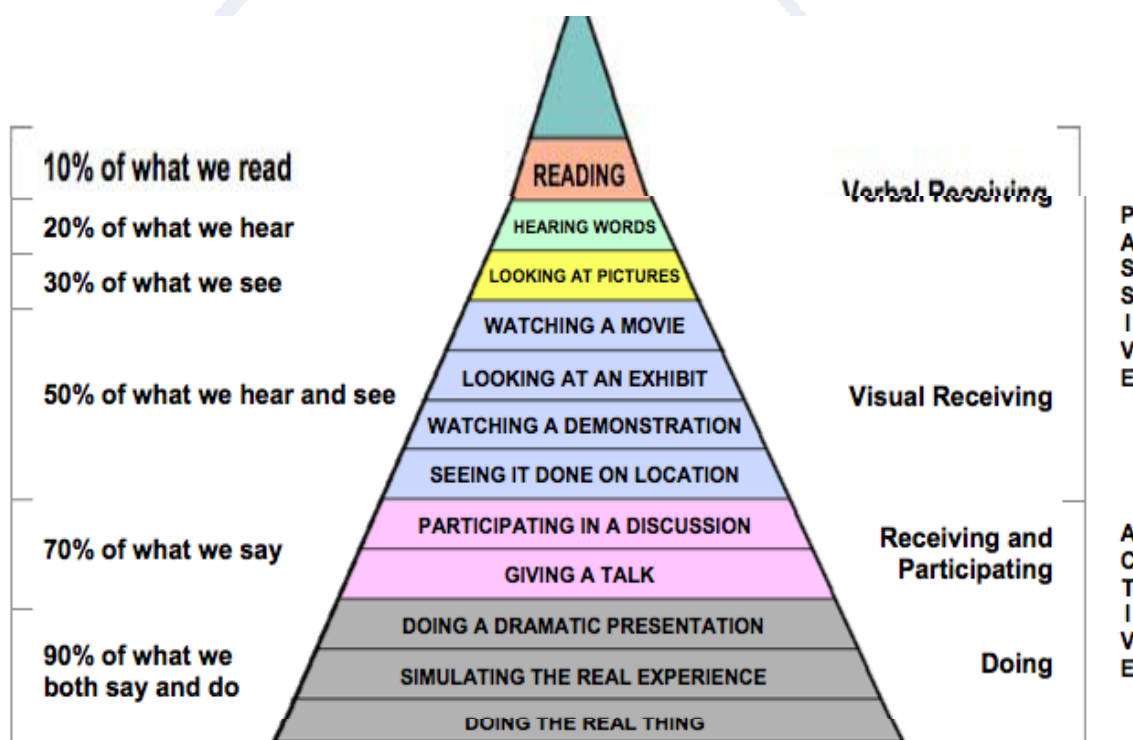 10% of what we read
READING
Verbal Receiving
20% of what we hear
HEARING WORDS
30% of what we see
LOOKING AT PICTURES
WATCHING A MOVIE
50% of what we hear and see
LOOKING AT AN EXHIBIT
Visual Receiving
WATCHING A DEMONSTRATION
SEEING IT DONE ON LOCATION
PASSIVE
70% of what we say
PARTICIPATING IN A DISCUSSION
GIVING A TALK
Receiving and
Participating
90% of what we
both say and do
DOING A DRAMATIC PRESENTATION
SIMULATING THE REAL EXPERIENCE
DOING THE REAL THING
Doing
ACTIVE